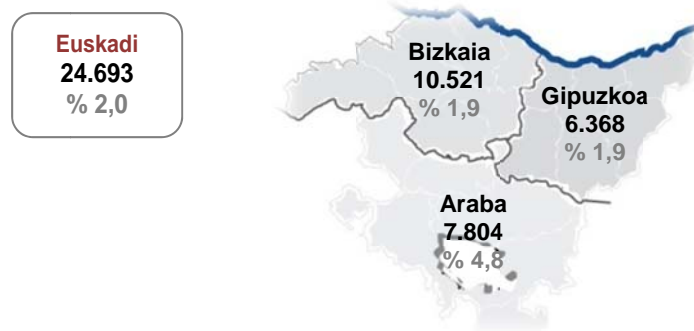 Euskadi
24.693
% 2,0
Bizkaia
10.521
% 1,9
Gipuzkoa
6.368
% 1,9
Araba
7.804
% 4,8